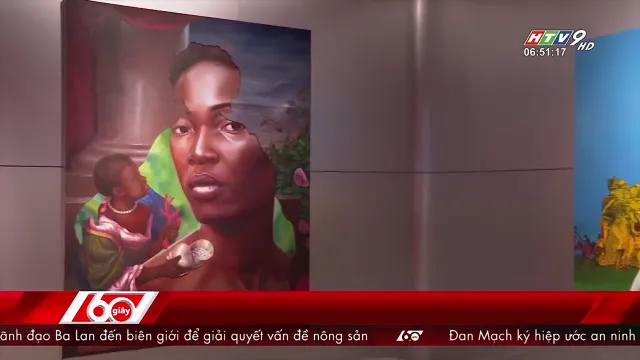 HTV9 HD
06:51:17
60 giây
ãnh đạo Ba Lan đến biên giới để giải quyết vấn đề nông sản 60 Đan Mạch ký hiệp ước an ninh